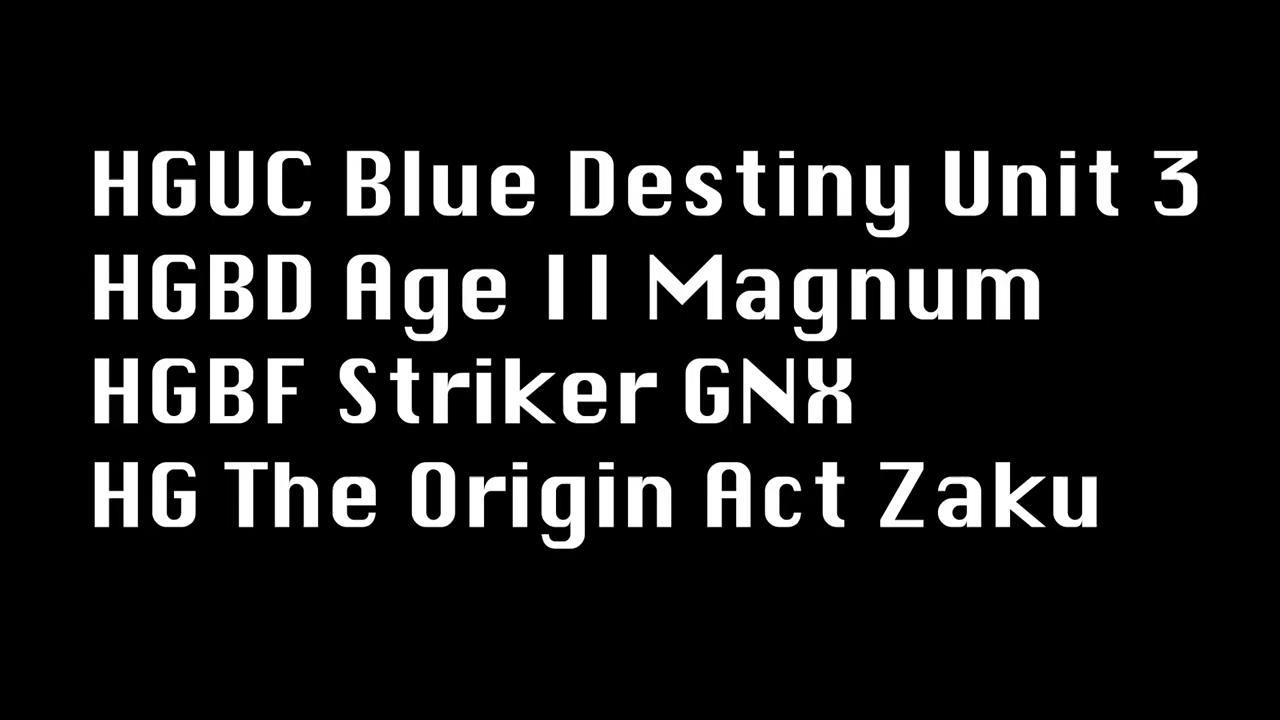 HGUC Blue Destiny Unit 3
HGBD Age II Magnum
HGBF Striker GNX
HG The Origin Act Zaku